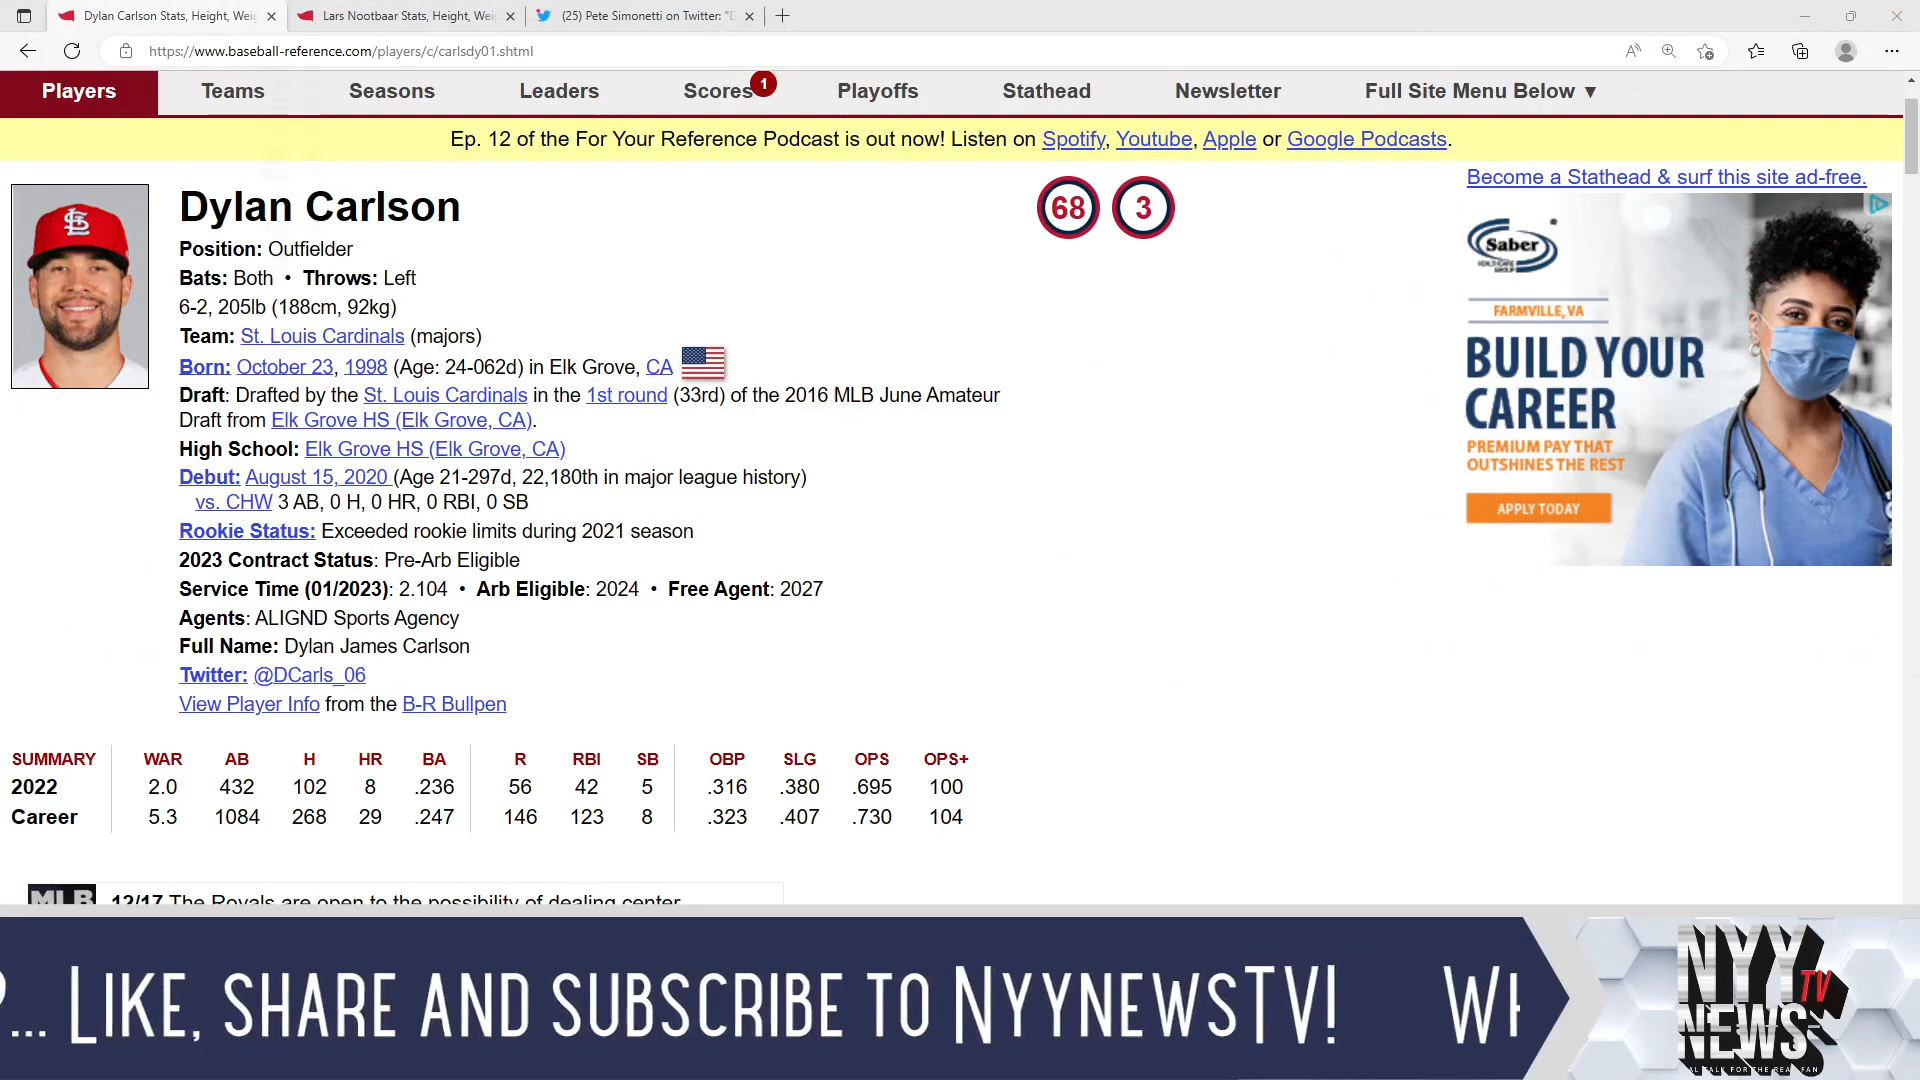 Dylan Carlson Stats, Height, Wei
Lars Nootbaar Stats, Height, Wei
(25) Pete Simonetti on Twitter: "D
https://www.baseball-reference.com/players/c/carlsdy01.shtml
Players Teams Seasons Leaders Scores 1 Playoffs Stathead Newsletter Full Site Menu Below ▼
Ep. 12 of the For Your Reference Podcast is out now! Listen on Spotify, Youtube, Apple or Google Podcasts.
Become a Stathead & surf this site ad-free.
Dylan Carlson
68 3
Position: Outfielder
Bats: Both • Throws: Left
6-2, 205lb (188cm, 92kg)
Team: St. Louis Cardinals (majors)
Born: October 23, 1998 (Age: 24-062d) in Elk Grove, CA
Draft: Drafted by the St. Louis Cardinals in the 1st round (33rd) of the 2016 MLB June Amateur
Draft from Elk Grove HS (Elk Grove, CA).
High School: Elk Grove HS (Elk Grove, CA)
Debut: August 15, 2020 (Age 21-297d, 22,180th in major league history)
vs. CHW 3 AB, 0 H, 0 HR, 0 RBI, 0 SB
Rookie Status: Exceeded rookie limits during 2021 season
2023 Contract Status: Pre-Arb Eligible
Service Time (01/2023): 2.104 • Arb Eligible: 2024 • Free Agent: 2027
Agents: ALIGND Sports Agency
Full Name: Dylan James Carlson
Twitter: @DCarls_06
View Player Info from the B-R Bullpen
Saber
HEALTHCARE GROUP
FARMVILLE, VA
BUILD YOUR
CAREER
PREMIUM PAY THAT
OUTSHINES THE REST
APPLY TODAY
SUMMARY WAR AB H HR BA R RBI SB OBP SLG OPS OPS+
2022 2.0 432 102 8 .236 56 42 5 .316 .380 .695 100
Career 5.3 1084 268 29 .247 146 123 8 .323 .407 .730 104
MLB
12/17 The Royals are open to the possibility of dealing center
... LIKE, SHARE AND SUBSCRIBE TO NYYNEWSTV! WH
NYY
TV
NEWS